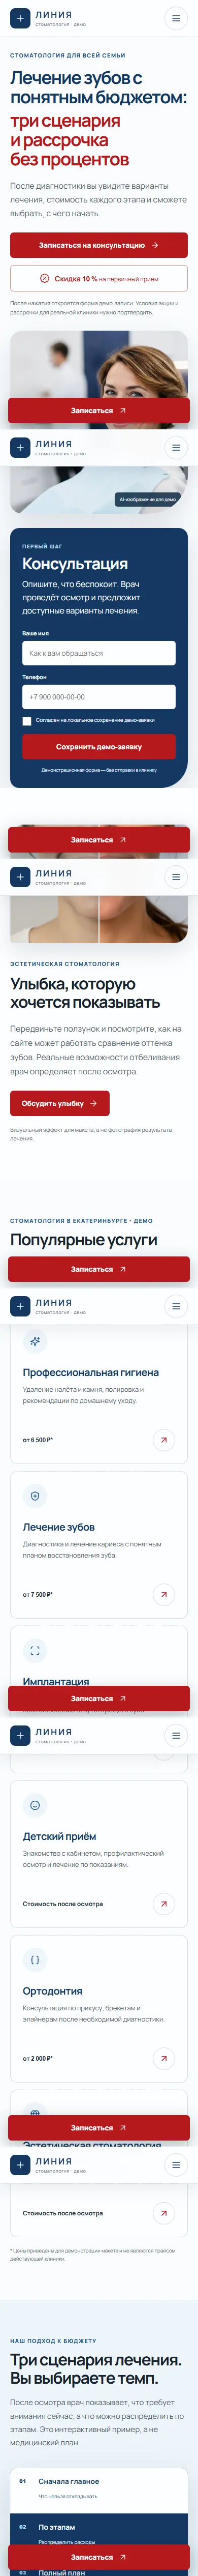 ЛИНИЯ
стоматология · демо
СТОМАТОЛОГИЯ ДЛЯ ВСЕЙ СЕМЬИ
Лечение зубов с
понятным бюджетом:
три сценария
и рассрочка
без процентов
После диагностики вы увидите варианты
лечения, стоимость каждого этапа и сможете
выбрать, с чего начать.
Записаться на консультацию
Скидка 10 % на первичный приём
После нажатия откроется форма демо-записи. Условия акции и
рассрочки для реальной клиники нужно подтвердить.
Записаться
ЛИНИЯ
стоматология · демо
AI-изображение для демо
ПЕРВЫЙ ШАГ
Консультация
Опишите, что беспокоит. Врач
проведёт осмотр и предложит
доступные варианты лечения.
Ваше имя
Как к вам обращаться
Телефон
+7 900 000-00-00
Согласен на локальное сохранение демо-заявки
Сохранить демо-заявку
Демонстрационная форма — без отправки в клинику
Записаться
ЛИНИЯ
стоматология · демо
ЭСТЕТИЧЕСКАЯ СТОМАТОЛОГИЯ
Улыбка, которую
хочется показывать
Передвиньте ползунок и посмотрите, как на
сайте может работать сравнение оттенка
зубов. Реальные возможности отбеливания
врач определяет после осмотра.
Обсудить улыбку
Визуальный эффект для макета, а не фотография результата
лечения.
СТОМАТОЛОГИЯ В ЕКАТЕРИНБУРГЕ · ДЕМО
Популярные услуги
Записаться
ЛИНИЯ
стоматология · демо
Профессиональная гигиена
Удаление налёта и камня, полировка и
рекомендации по домашнему уходу.
от 6 500 ₽*
Лечение зубов
Диагностика и лечение кариеса с понятным
планом восстановления зуба.
от 7 500 ₽*
Имплантация
Записаться
ЛИНИЯ
стоматология · демо
Детский приём
Знакомство с кабинетом, профилактический
осмотр и лечение по показаниям.
Стоимость после осмотра
Ортодонтия
Консультация по прикусу, брекетам и
элайнерам после необходимой диагностики.
от 2 000 ₽*
Записаться
Эстетическая стоматология
ЛИНИЯ
стоматология · демо
Стоимость после осмотра
* Цены приведены для демонстрации макета и не являются прайсом
действующей клиники.
НАШ ПОДХОД К БЮДЖЕТУ
Три сценария лечения.
Вы выбираете темп.
После осмотра врач показывает, что требует
внимания сейчас, а что можно распределить по
этапам. Это интерактивный пример, а не
медицинский план.
01 Сначала главное
Что нельзя откладывать
02 По этапам
Распределить расходы
Записаться
03 Полный план